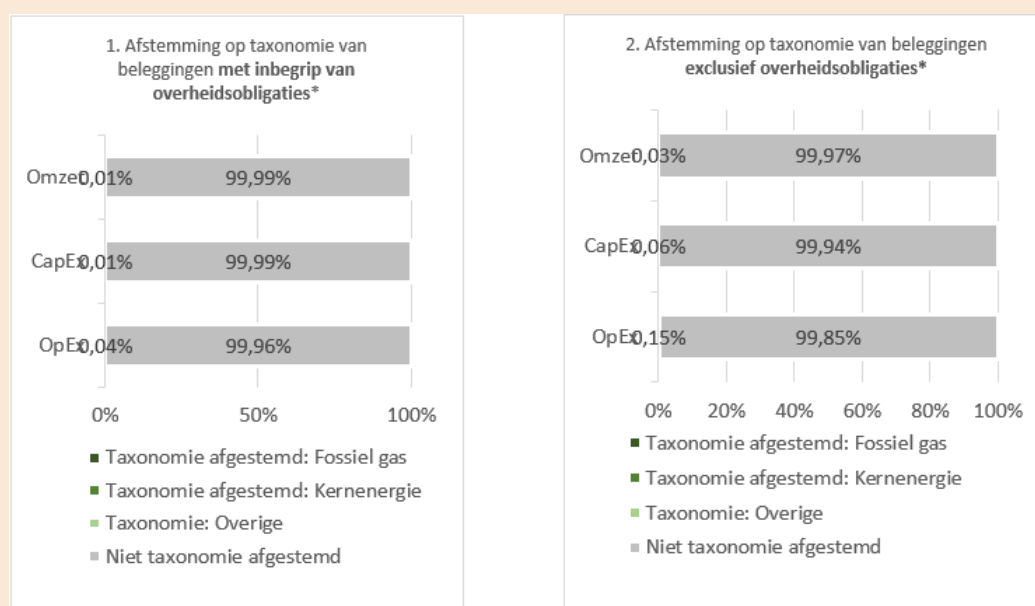 1. Afstemming op taxonomie van
beleggingen met inbegrip van
overheidsobligaties*
Omzet 0,01% 99,99%
CapEx 0,01% 99,99%
OpEx 0,04% 99,96%
0% 50% 100%
Taxonomie afgestemd: Fossiel gas
Taxonomie afgestemd: Kernenergie
Taxonomie: Overige
Niet taxonomie afgestemd
2. Afstemming op taxonomie van beleggingen
exclusief overheidsobligaties*
Omzet 0,03% 99,97%
CapEx 0,06% 99,94%
OpEx 0,15% 99,85%
0% 20% 40% 60% 80% 100%
Taxonomie afgestemd: Fossiel gas
Taxonomie afgestemd: Kernenergie
Taxonomie: Overige
Niet taxonomie afgestemd